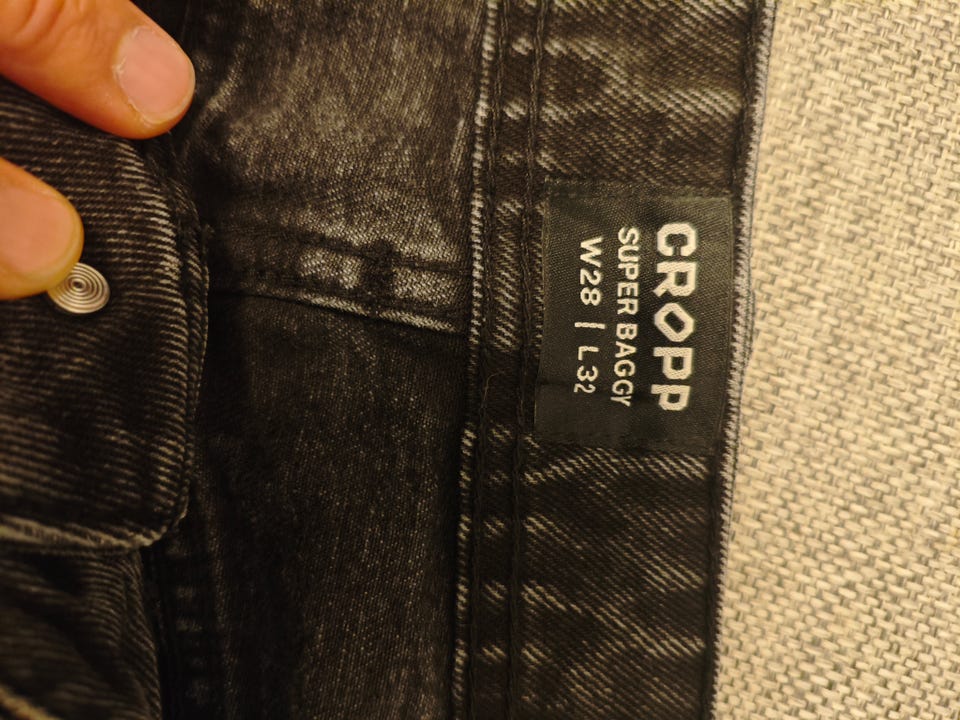 CROPP
SUPER BAGGY
W28 | L32